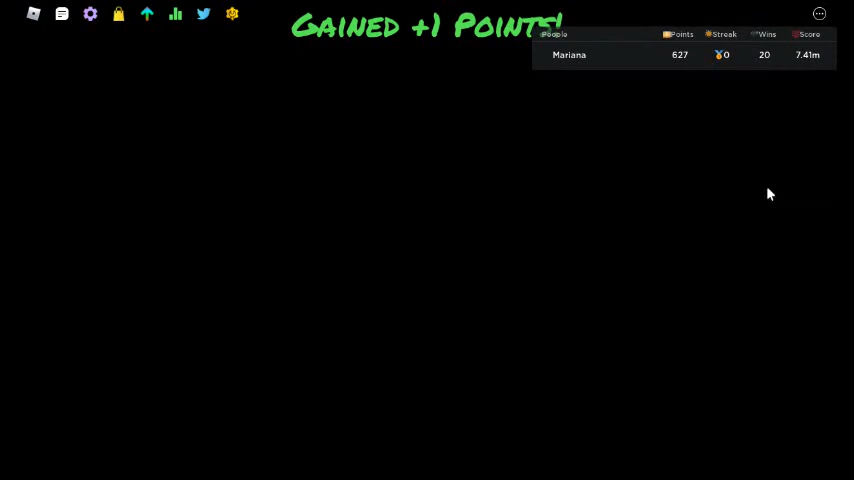 Gained +1 Points!
People Points Streak Wins Score
Mariana 627 0 20 7.41m